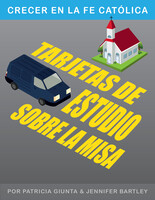 CRECER EN LA FE CATÓLICA
TARJETAS DE
ESTUDIO
SOBRE LA MISA
POR PATRICIA GIUNTA & JENNIFER BARTLEY